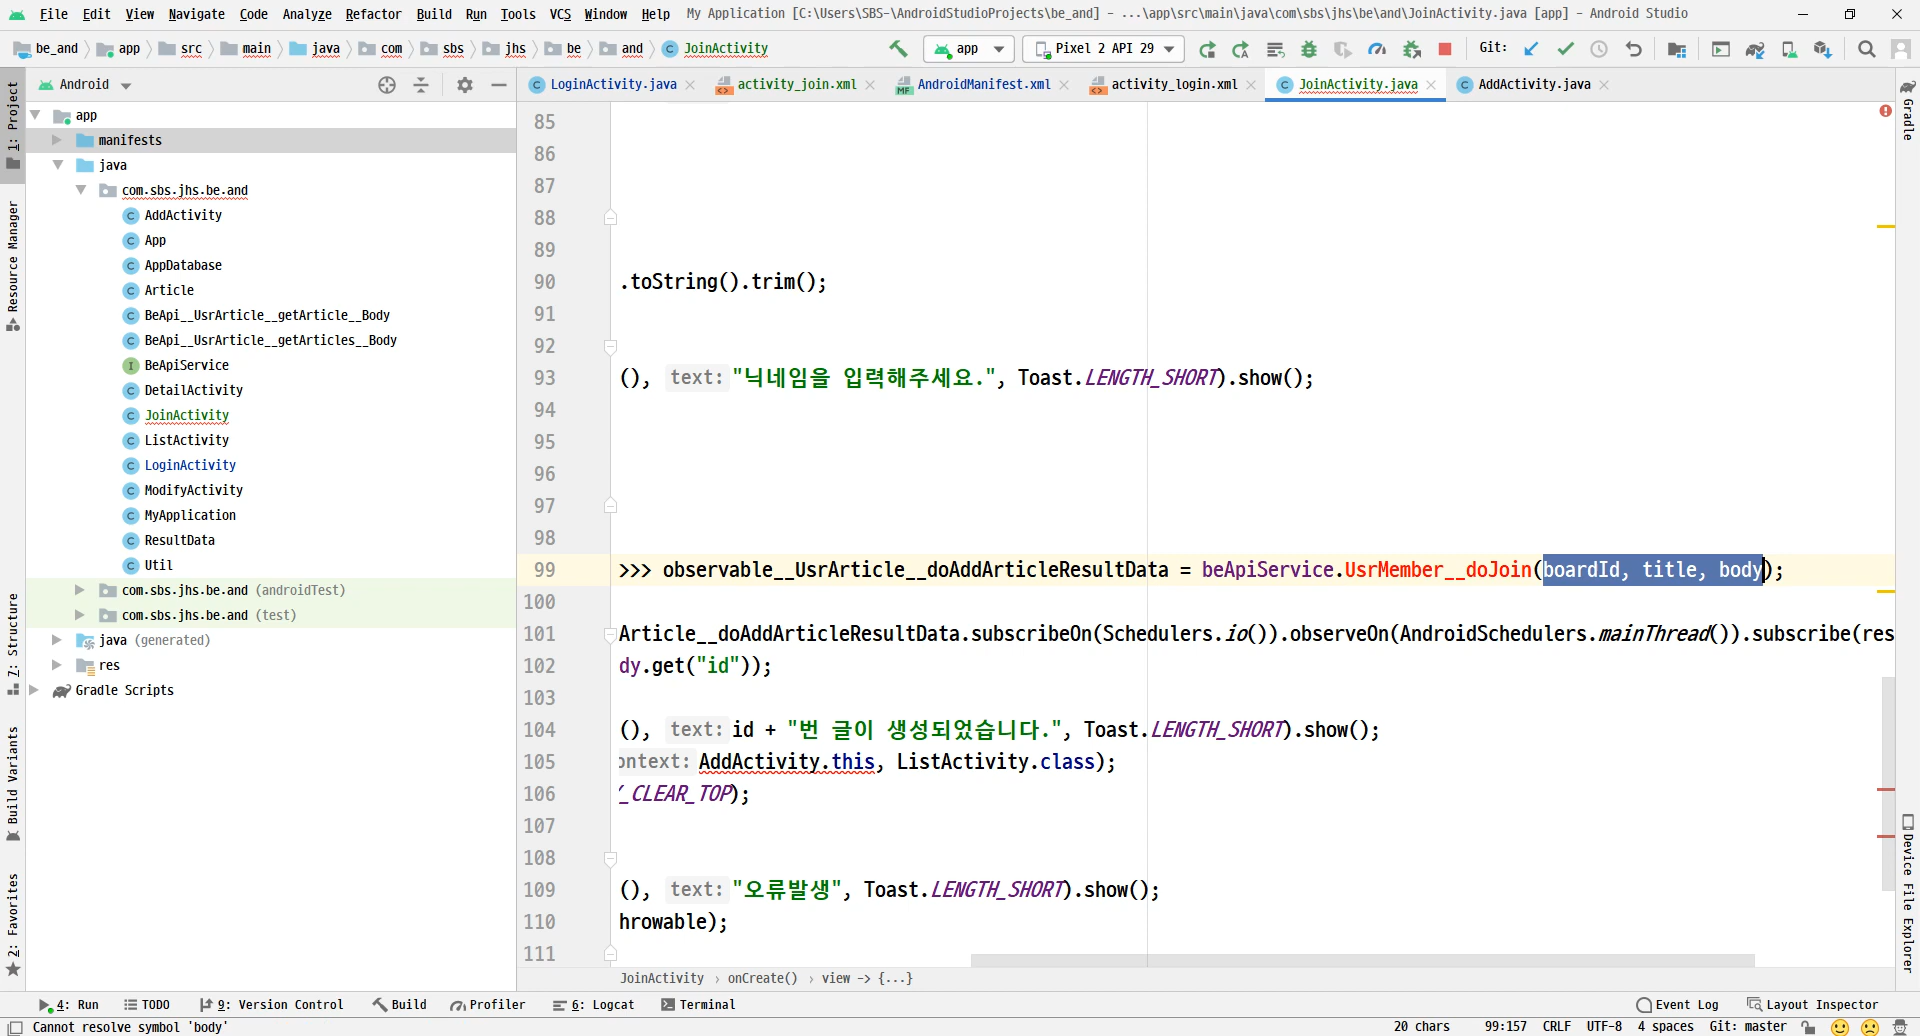 File Edit View Navigate Code Analyze Refactor Build Run Tools VCS Window Help My Application [C:\Users\SBS-\AndroidStudioProjects\be_and] - ...\app\src\main\java\com\sbs\jhs\be\and\JoinActivity.java [app] - Android Studio
be_and app src main java com sbs jhs be and JoinActivity app Pixel 2 API 29 Git:
Android LoginActivity.java activity_join.xml AndroidManifest.xml activity_login.xml JoinActivity.java AddActivity.java
1: Project
Resource Manager
7: Structure
Build Variants
2: Favorites
app
manifests
java
com.sbs.jhs.be.and
AddActivity
App
AppDatabase
Article
BeApi__UsrArticle__getArticle__Body
BeApi__UsrArticle__getArticles__Body
BeApiService
DetailActivity
JoinActivity
ListActivity
LoginActivity
ModifyActivity
MyApplication
ResultData
Util
com.sbs.jhs.be.and (androidTest)
com.sbs.jhs.be.and (test)
java (generated)
res
Gradle Scripts
85
86
87
88
89
90 .toString().trim();
91
92
93 (), text: "닉네임을 입력해주세요.", Toast.LENGTH_SHORT).show();
94
95
96
97
98
99 >>> observable__UsrArticle__doAddArticleResultData = beApiService.UsrMember__doJoin(boardId, title, body);
100
101 Article__doAddArticleResultData.subscribeOn(Schedulers.io()).observeOn(AndroidSchedulers.mainThread()).subscribe(res
102 dy.get("id"));
103
104 (), text: id + "번 글이 생성되었습니다.", Toast.LENGTH_SHORT).show();
105 ontext: AddActivity.this, ListActivity.class);
106 _CLEAR_TOP);
107
108
109 (), text: "오류발생", Toast.LENGTH_SHORT).show();
110 hrowable);
111
JoinActivity › onCreate() › view -> {...}
Gradle
Device File Explorer
4: Run TODO 9: Version Control Build Profiler 6: Logcat Terminal Event Log Layout Inspector
Cannot resolve symbol 'body' 20 chars 99:157 CRLF UTF-8 4 spaces Git: master